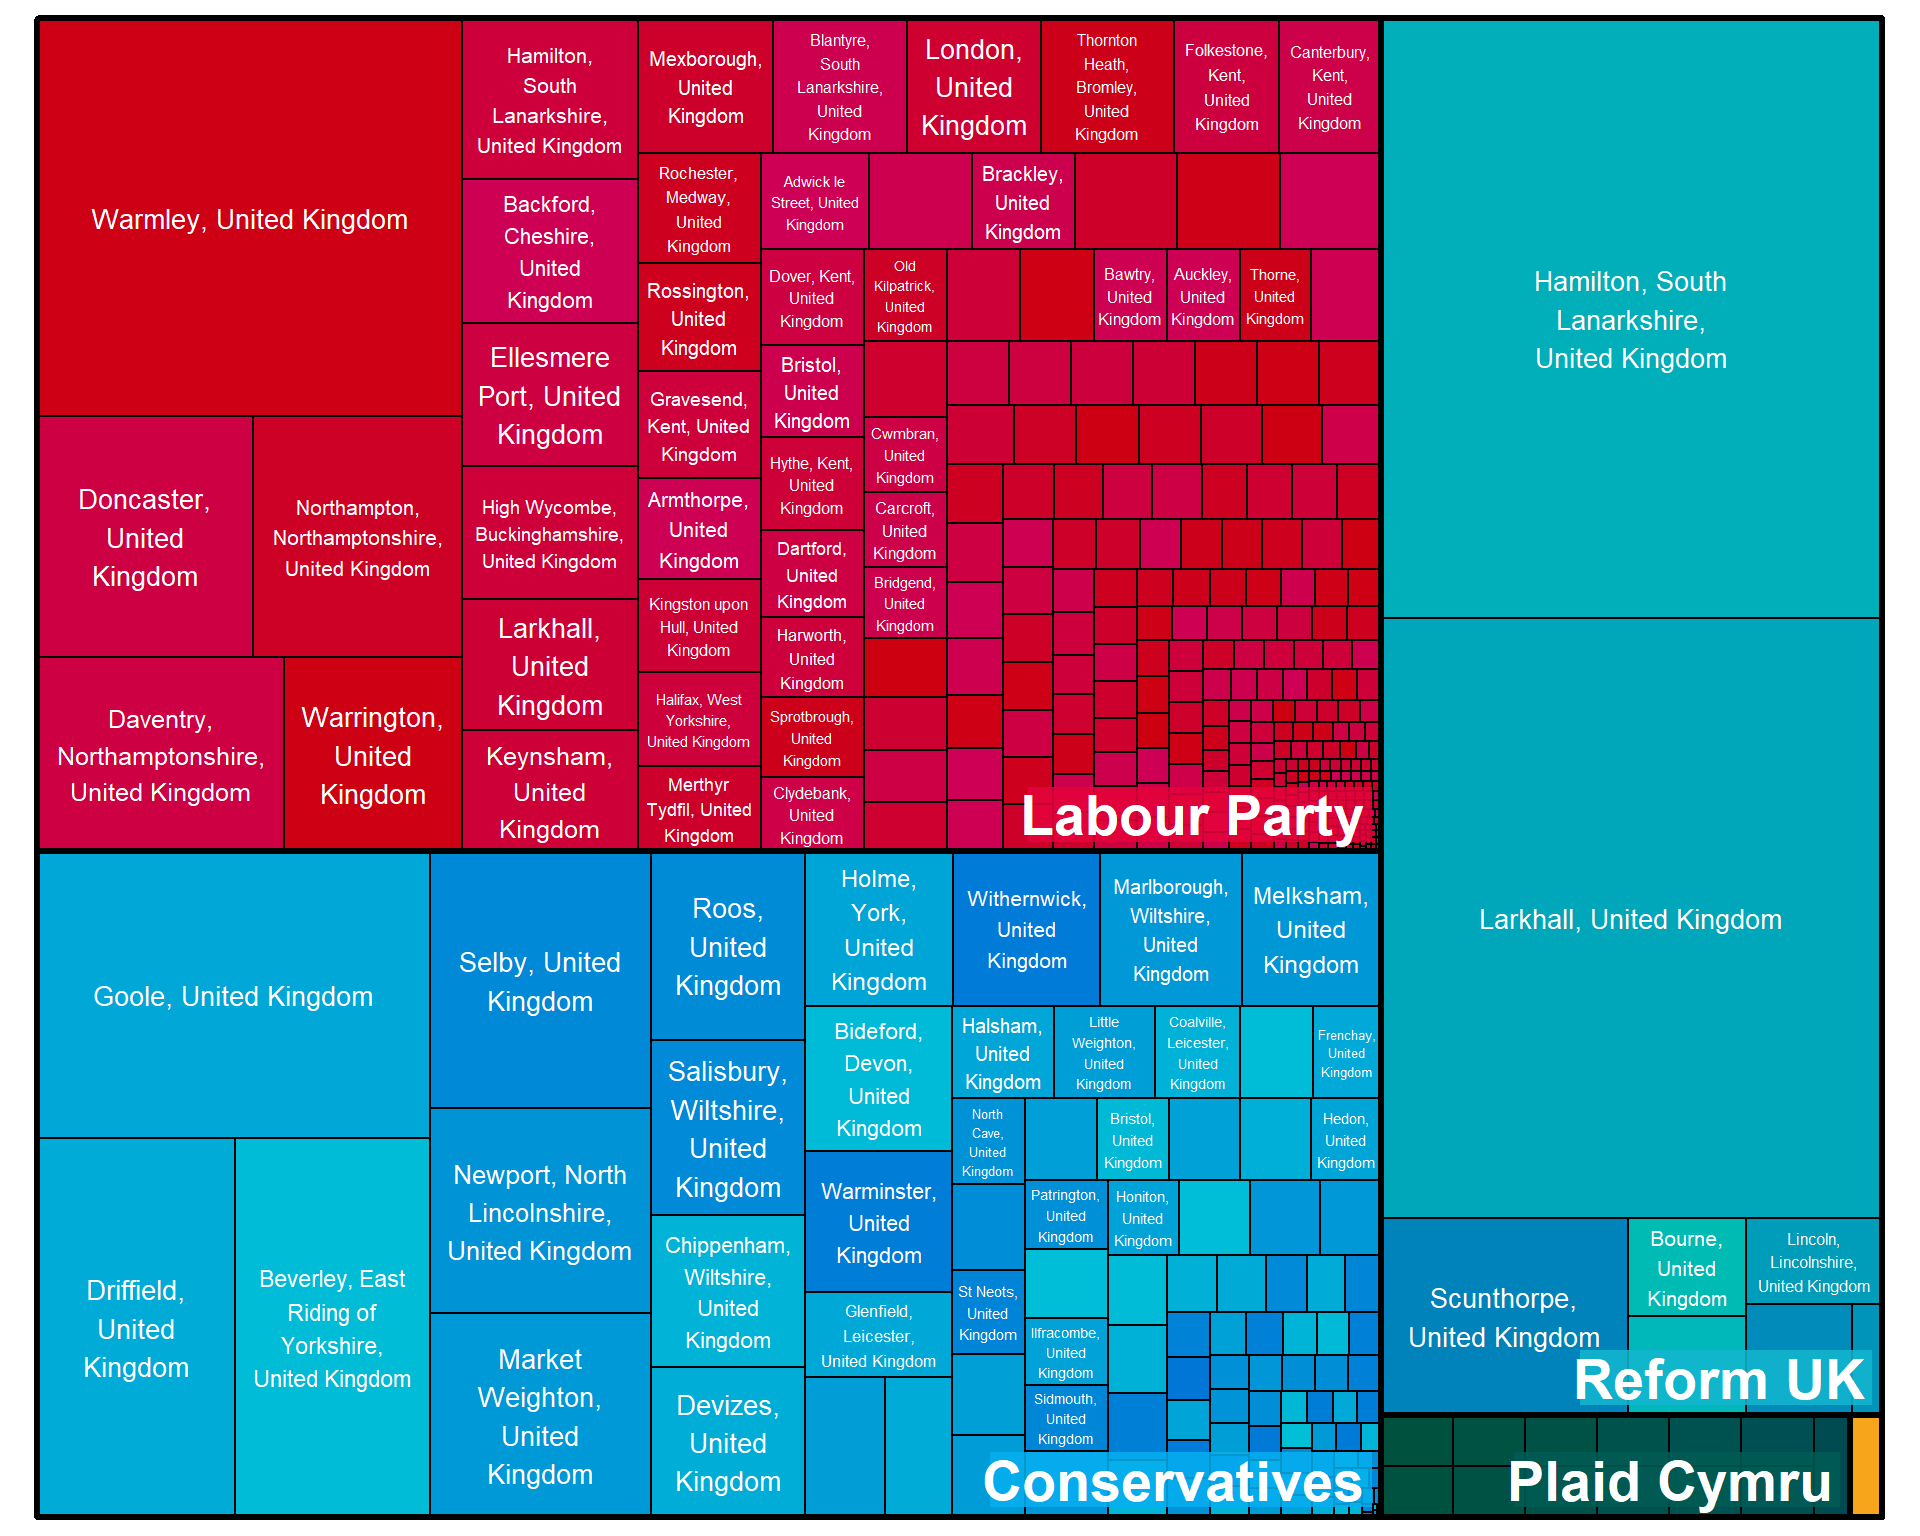 Warmley, United Kingdom
Doncaster,
United
Kingdom
Northampton,
Northamptonshire,
United Kingdom
Daventry,
Northamptonshire,
United Kingdom
Warrington,
United
Kingdom
Hamilton,
South
Lanarkshire,
United Kingdom
Backford,
Cheshire,
United
Kingdom
Ellesmere
Port, United
Kingdom
High Wycombe,
Buckinghamshire,
United Kingdom
Larkhall,
United
Kingdom
Keynsham,
United
Kingdom
Mexborough,
United
Kingdom
Blantyre,
South
Lanarkshire,
United
Kingdom
London,
United
Kingdom
Thornton
Heath,
Bromley,
United
Kingdom
Folkestone,
Kent,
United
Kingdom
Canterbury,
Kent,
United
Kingdom
Rochester,
Medway,
United
Kingdom
Rossington,
United
Kingdom
Gravesend,
Kent, United
Kingdom
Armthorpe,
United
Kingdom
Kingston upon
Hull, United
Kingdom
Halifax, West
Yorkshire,
United Kingdom
Merthyr
Tydfil, United
Kingdom
Adwick le
Street, United
Kingdom
Brackley,
United
Kingdom
Dover, Kent,
United
Kingdom
Bristol,
United
Kingdom
Hythe, Kent,
United
Kingdom
Dartford,
United
Kingdom
Harworth,
United
Kingdom
Sprotbrough,
United
Kingdom
Clydebank,
United
Kingdom
Old
Kilpatrick,
United
Kingdom
Bawtry,
United
Kingdom
Auckley,
United
Kingdom
Thorne,
United
Kingdom
Cwmbran,
United
Kingdom
Carcroft,
United
Kingdom
Bridgend,
United
Kingdom
Labour Party
Goole, United Kingdom
Driffield,
United
Kingdom
Beverley, East
Riding of
Yorkshire,
United Kingdom
Selby, United
Kingdom
Newport, North
Lincolnshire,
United Kingdom
Market
Weighton,
United
Kingdom
Roos,
United
Kingdom
Salisbury,
Wiltshire,
United
Kingdom
Chippenham,
Wiltshire,
United
Kingdom
Devizes,
United
Kingdom
Holme,
York,
United
Kingdom
Bideford,
Devon,
United
Kingdom
Warminster,
United
Kingdom
Glenfield,
Leicester,
United Kingdom
Withernwick,
United
Kingdom
Marlborough,
Wiltshire,
United
Kingdom
Melksham,
United
Kingdom
Halsham,
United
Kingdom
Little
Weighton,
United
Kingdom
Coalville,
Leicester,
United
Kingdom
Frenchay,
United
Kingdom
North
Cave,
United
Kingdom
Bristol,
United
Kingdom
Hedon,
United
Kingdom
Patrington,
United
Kingdom
Honiton,
United
Kingdom
St Neots,
United
Kingdom
Ilfracombe,
United
Kingdom
Sidmouth,
United
Kingdom
Conservatives
Hamilton, South
Lanarkshire,
United Kingdom
Larkhall, United Kingdom
Scunthorpe,
United Kingdom
Bourne,
United
Kingdom
Lincoln,
Lincolnshire,
United Kingdom
Reform UK
Plaid Cymru